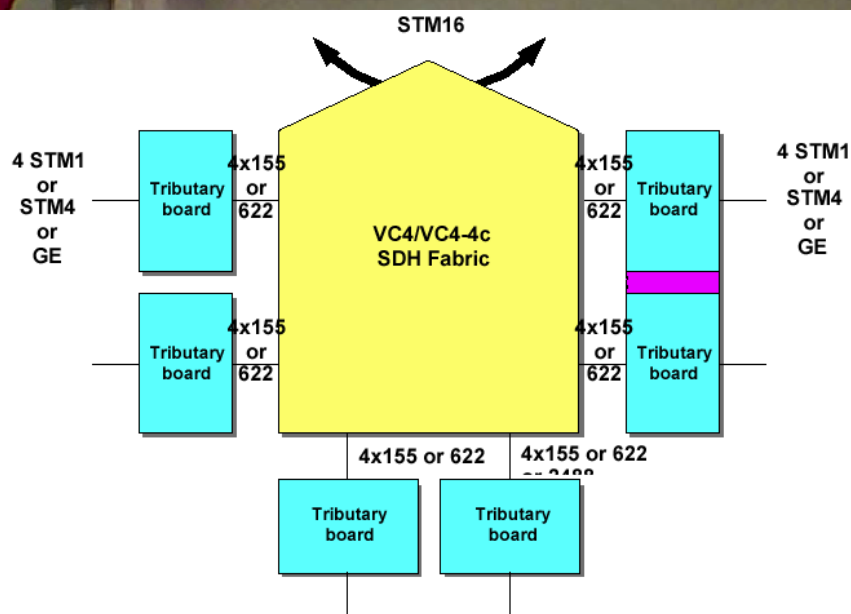 STM16
4 STM1
or
STM4
or
GE
Tributary
board
4x155
or
622
VC4/VC4-4c
SDH Fabric
4x155
or
622
Tributary
board
4 STM1
or
STM4
or
GE
Tributary
board
4x155
or
622
4x155
or
622
Tributary
board
4x155 or 622
4x155 or 622
or 2488
Tributary
board
Tributary
board